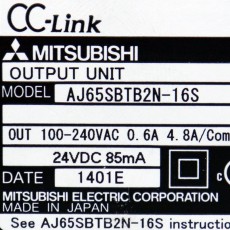 CC-Link
MITSUBISHI
OUTPUT UNIT
MODEL AJ65SBTB2N-16S
OUT 100-240VAC 0.6A 4.8A/Com
24VDC 85mA
DATE 1401E
MITSUBISHI ELECTRIC CORPORATION
MADE IN JAPAN
See AJ65SBTB2N-16S instructio